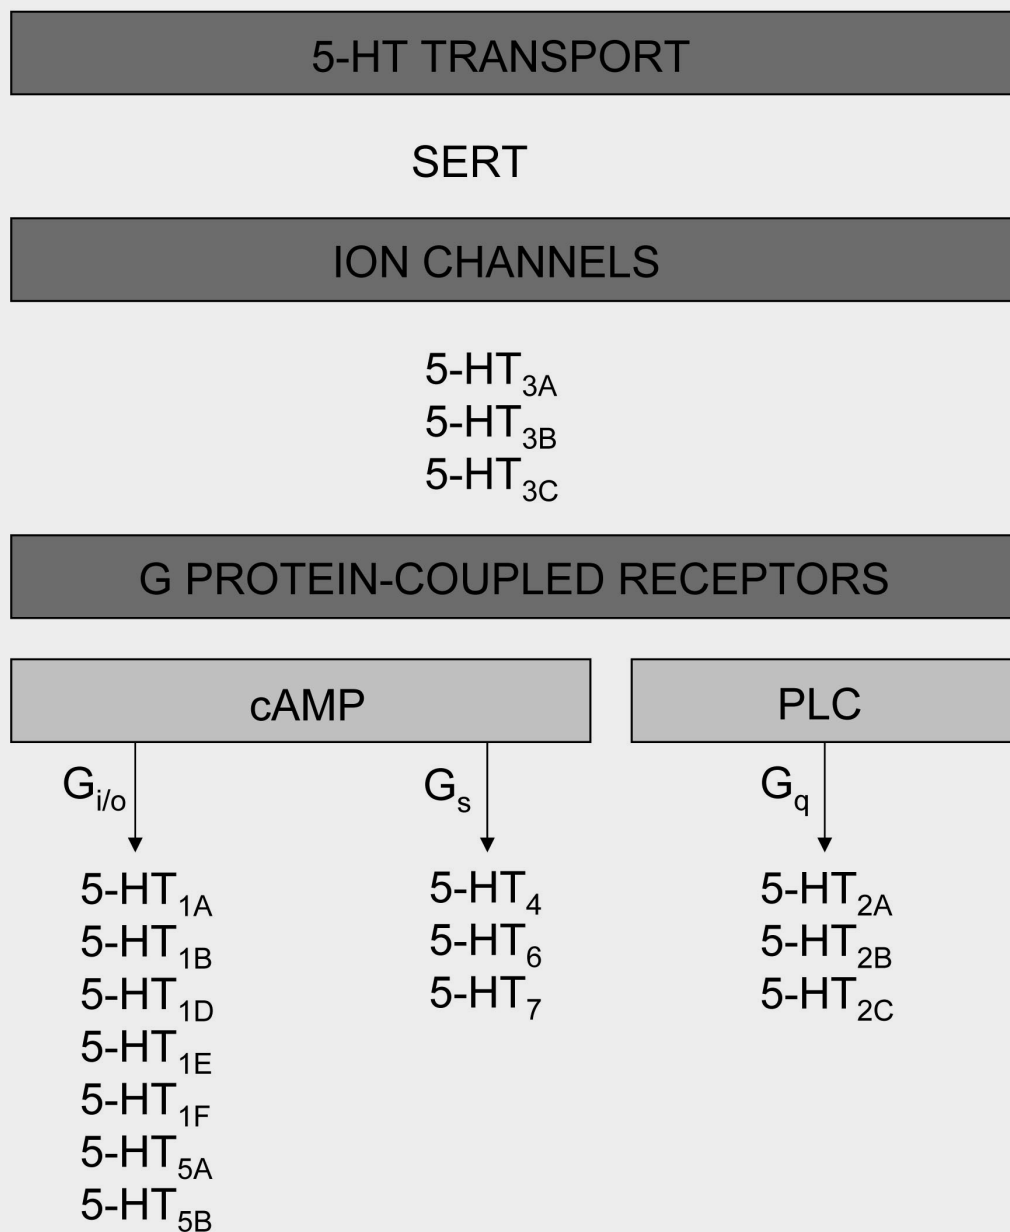 5-HT TRANSPORT
SERT
ION CHANNELS
5-HT3A
5-HT3B
5-HT3C
G PROTEIN-COUPLED RECEPTORS
cAMP
PLC
Gi/o
Gs
Gq
5-HT1A
5-HT1B
5-HT1D
5-HT1E
5-HT1F
5-HT5A
5-HT5B
5-HT4
5-HT6
5-HT7
5-HT2A
5-HT2B
5-HT2C